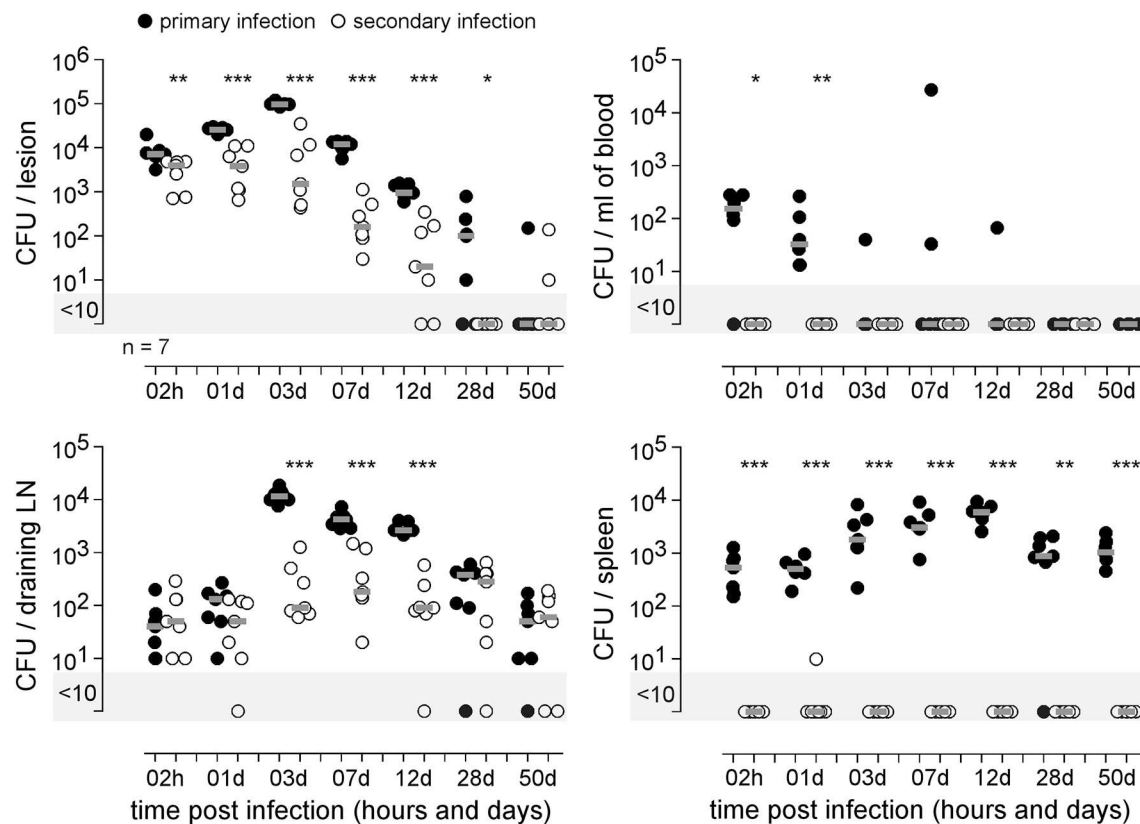 primary infection secondary infection
10^6
10^5
10^4
10^3
10^2
10^1
<10
CFU / lesion
** *** *** *** *** *
n = 7
02h 01d 03d 07d 12d 28d 50d
10^5
10^4
10^3
10^2
10^1
<10
CFU / ml of blood
* **
02h 01d 03d 07d 12d 28d 50d
10^5
10^4
10^3
10^2
10^1
<10
CFU / draining LN
*** *** ***
02h 01d 03d 07d 12d 28d 50d
time post infection (hours and days)
10^5
10^4
10^3
10^2
10^1
<10
CFU / spleen
*** *** *** *** *** ** ***
02h 01d 03d 07d 12d 28d 50d
time post infection (hours and days)